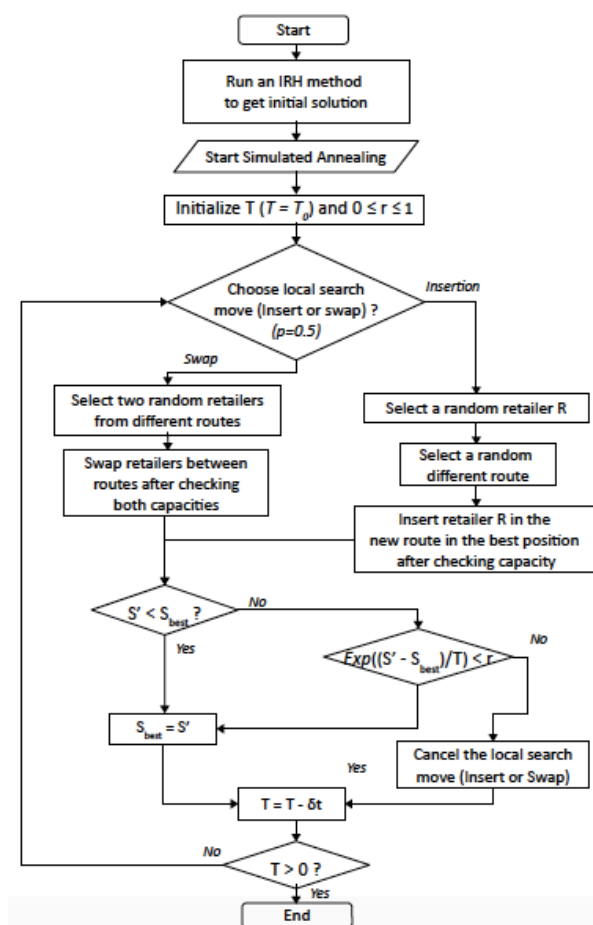 Start
Run an IRH method
to get initial solution
Start Simulated Annealing
Initialize T (T = T₀) and 0 ≤ r ≤ 1
Choose local search
move (Insert or swap) ?
(p=0.5)
Insertion
Swap
Select two random retailers
from different routes
Select a random retailer R
Swap retailers between
routes after checking
both capacities
Select a random
different route
Insert retailer R in the
new route in the best position
after checking capacity
S' < S_best ?
No
Yes
Exp((S' - S_best)/T) < r
No
S_best = S'
Yes
Cancel the local search
move (Insert or Swap)
T = T - δt
No
T > 0 ?
Yes
End